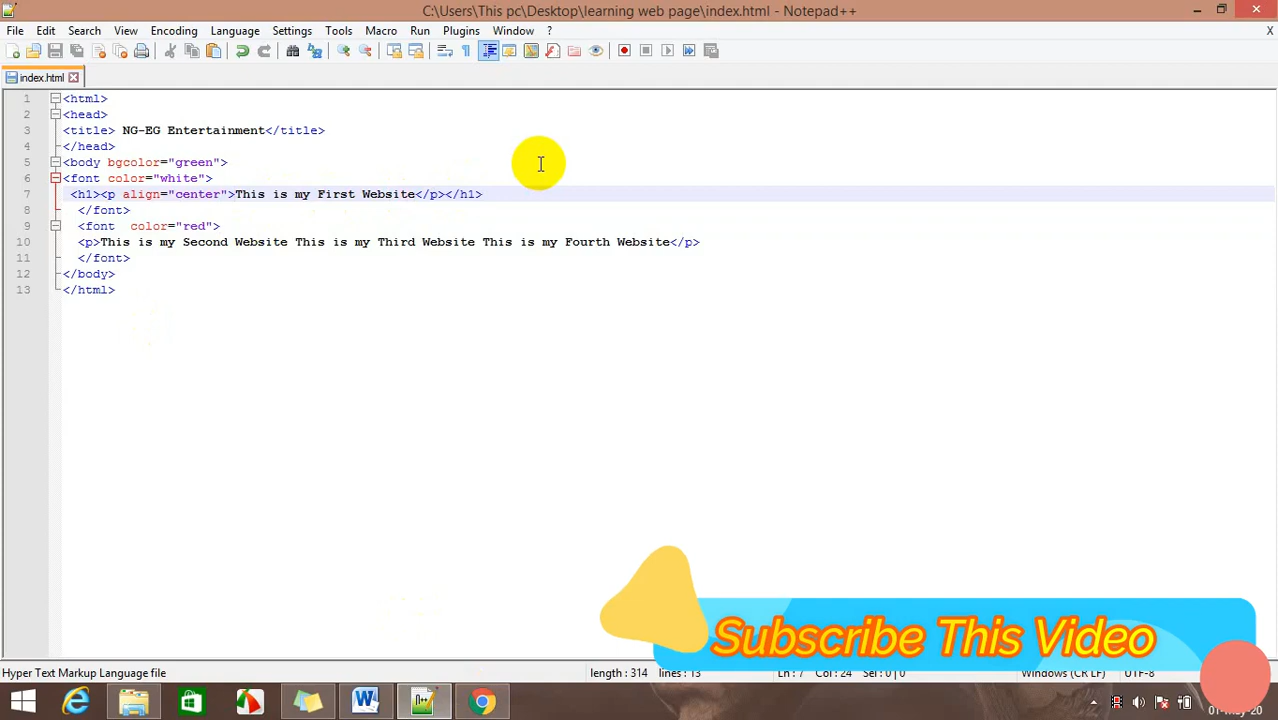 C:\Users\This pc\Desktop\learning web page\index.html - Notepad++
File Edit Search View Encoding Language Settings Tools Macro Run Plugins Window ? X
index.html
1 <html>
2 <head>
3 <title> NG-EG Entertainment</title>
4 </head>
5 <body bgcolor="green">
6 <font color="white">
7 <h1><p align="center">This is my First Website</p></h1>
8 </font>
9 <font  color="red">
10 <p>This is my Second Website This is my Third Website This is my Fourth Website</p>
11 </font>
12 </body>
13 </html>
Subscribe This Video
Hyper Text Markup Language file length : 314 lines : 13 Ln : 7 Col : 24 Sel : 0 | 0 Windows (CR LF) UTF-8
01-May-20